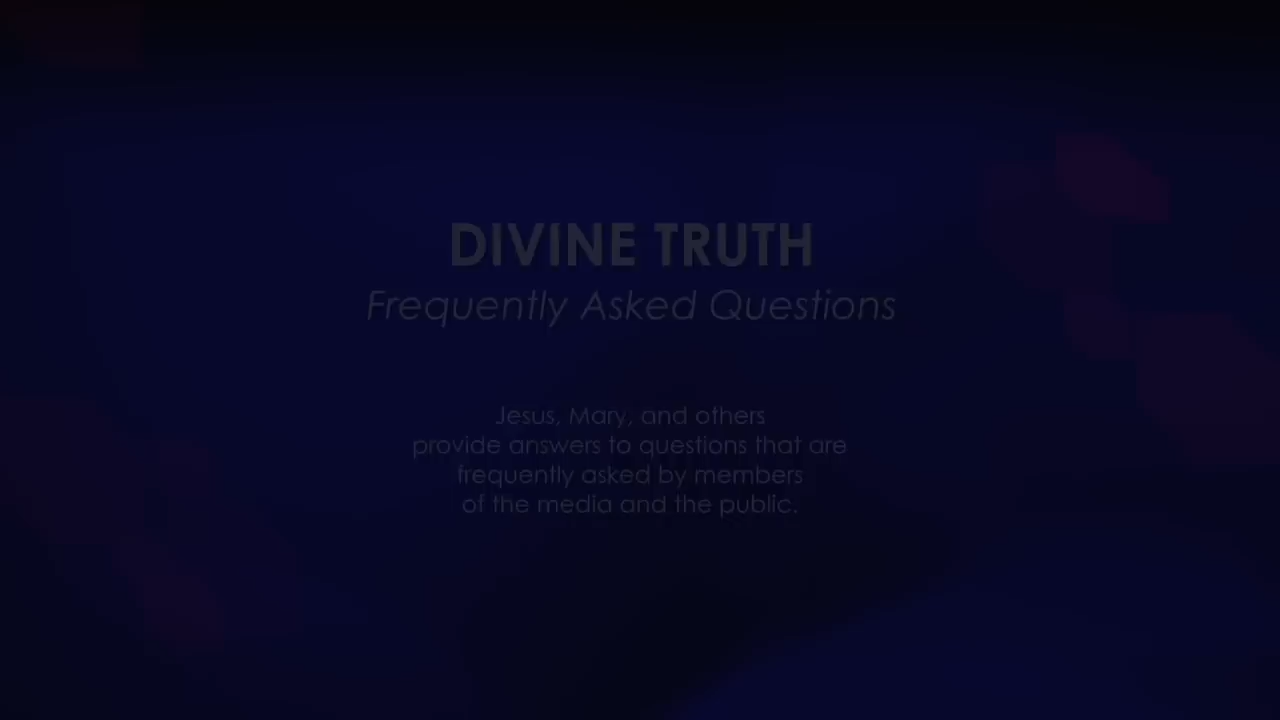 DIVINE TRUTH
Frequently Asked Questions
Jesus, Mary, and others
provide answers to questions that are
frequently asked by members
of the media and the public.